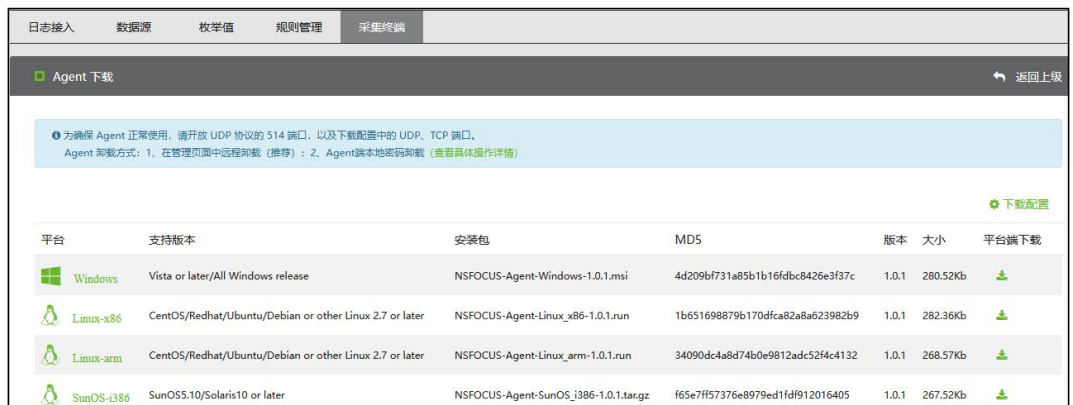 日志接入 数据源 枚举值 规则管理 采集终端
Agent 下载 返回上级
为确保 Agent 正常使用，请开放 UDP 协议的 514 端口，以及下载配置中的 UDP、TCP 端口。
Agent 卸载方式：1、在管理页面中远程卸载（推荐）；2、Agent端本地密码卸载（查看具体操作详情）
下载配置
平台 支持版本 安装包 MD5 版本 大小 平台端下载
Windows Vista or later/All Windows release NSFOCUS-Agent-Windows-1.0.1.msi 4d209bf731a85b1b16fdbc8426e3f37c 1.0.1 280.52Kb
Linux-x86 CentOS/Redhat/Ubuntu/Debian or other Linux 2.7 or later NSFOCUS-Agent-Linux_x86-1.0.1.run 1b651698879b170dfca82a8a623982b9 1.0.1 282.36Kb
Linux-arm CentOS/Redhat/Ubuntu/Debian or other Linux 2.7 or later NSFOCUS-Agent-Linux_arm-1.0.1.run 34090dc4a8d74b0e9812adc52f4c4132 1.0.1 268.57Kb
SunOS-i386 SunOS5.10/Solaris10 or later NSFOCUS-Agent-SunOS_i386-1.0.1.tar.gz f65e7ff57376e8979ed1fdf912016405 1.0.1 267.52Kb